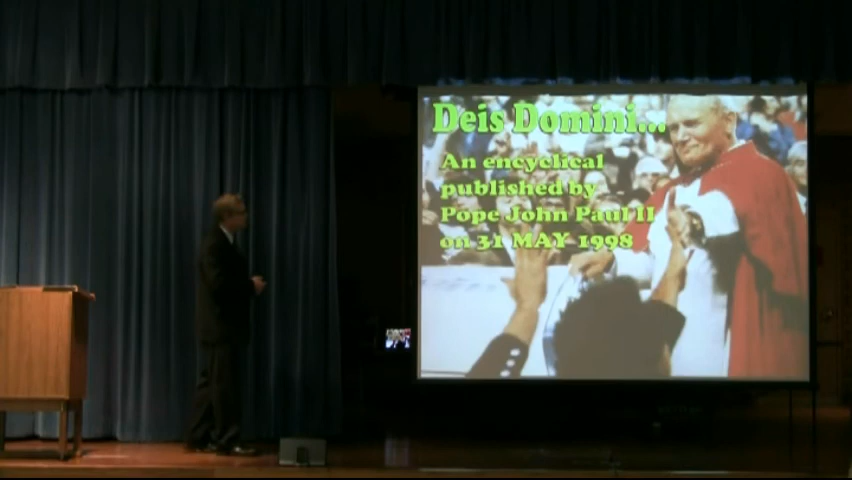 Deis Domini...
An encyclical
published by
Pope John Paul II
on 31 MAY 1998